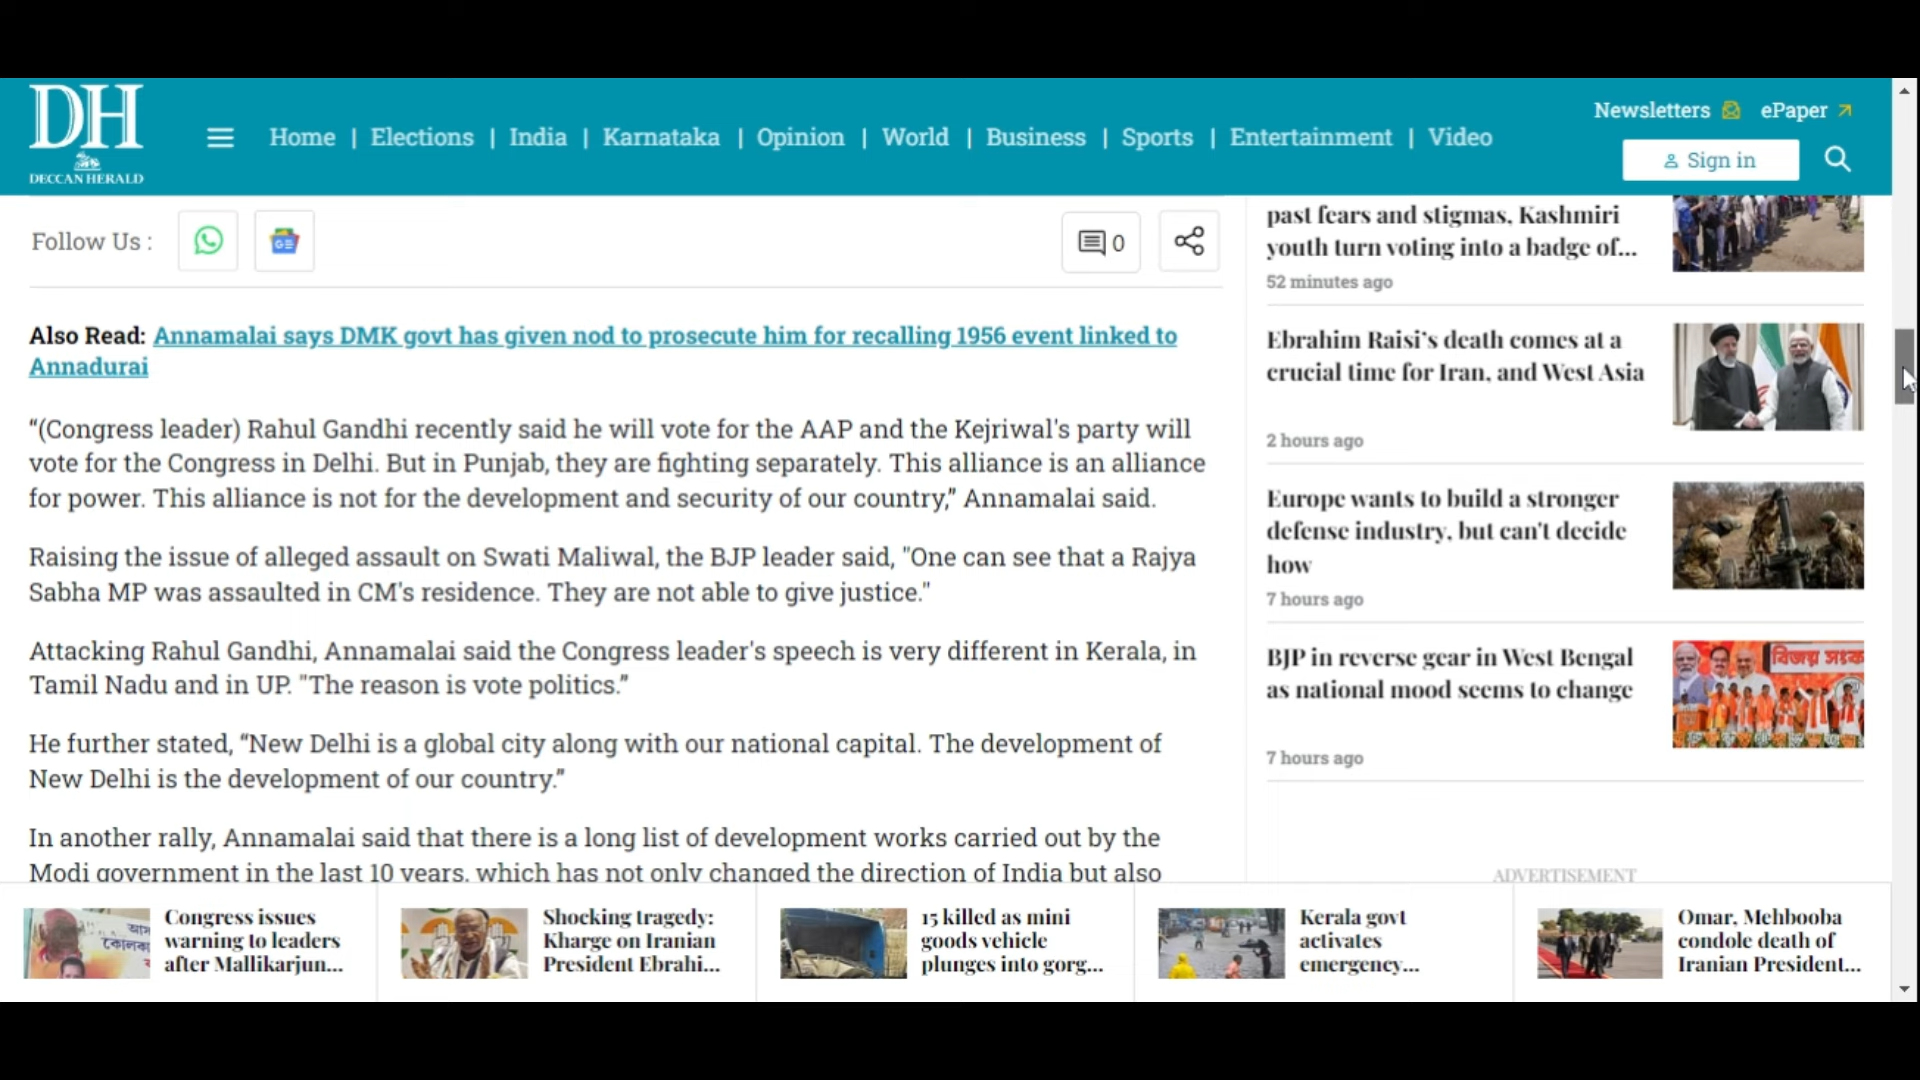 DH
DECCAN HERALD
Home | Elections | India | Karnataka | Opinion | World | Business | Sports | Entertainment | Video
Newsletters ePaper
Sign in
Follow Us :
0
Also Read: Annamalai says DMK govt has given nod to prosecute him for recalling 1956 event linked to
Annadurai
“(Congress leader) Rahul Gandhi recently said he will vote for the AAP and the Kejriwal's party will
vote for the Congress in Delhi. But in Punjab, they are fighting separately. This alliance is an alliance
for power. This alliance is not for the development and security of our country,” Annamalai said.
Raising the issue of alleged assault on Swati Maliwal, the BJP leader said, "One can see that a Rajya
Sabha MP was assaulted in CM's residence. They are not able to give justice."
Attacking Rahul Gandhi, Annamalai said the Congress leader's speech is very different in Kerala, in
Tamil Nadu and in UP. "The reason is vote politics.”
He further stated, “New Delhi is a global city along with our national capital. The development of
New Delhi is the development of our country.”
In another rally, Annamalai said that there is a long list of development works carried out by the
Modi government in the last 10 years, which has not only changed the direction of India but also
past fears and stigmas, Kashmiri
youth turn voting into a badge of...
52 minutes ago
Ebrahim Raisi’s death comes at a
crucial time for Iran, and West Asia
2 hours ago
Europe wants to build a stronger
defense industry, but can't decide
how
7 hours ago
BJP in reverse gear in West Bengal
as national mood seems to change
7 hours ago
বিজয় সংক
ADVERTISEMENT
Congress issues
warning to leaders
after Mallikarjun...
Shocking tragedy:
Kharge on Iranian
President Ebrahi...
15 killed as mini
goods vehicle
plunges into gorg...
Kerala govt
activates
emergency...
Omar, Mehbooba
condole death of
Iranian President...